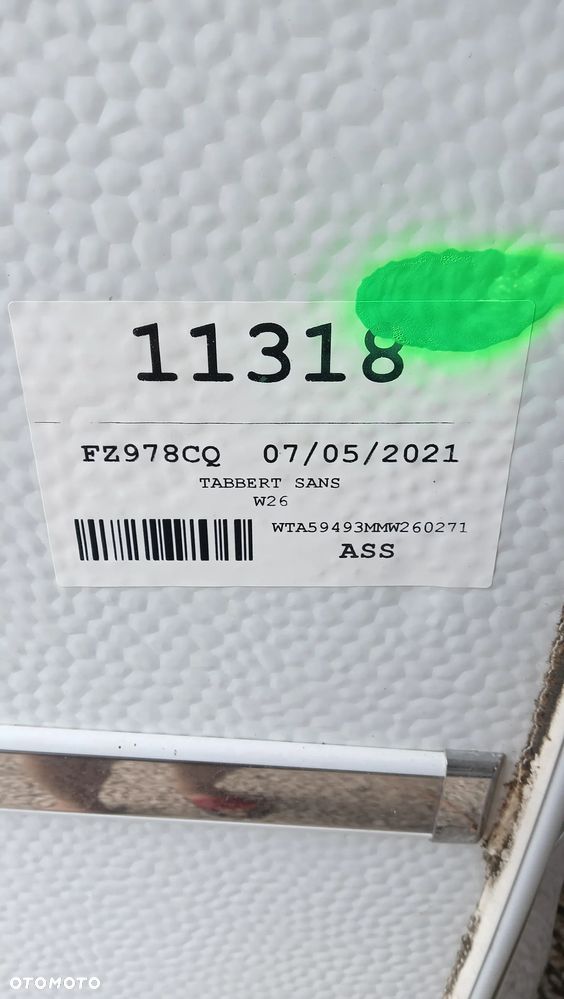 11318
FZ978CQ 07/05/2021
TABBERT SANS
W26
WTA59493MMW260271
ASS
OTOMOTO